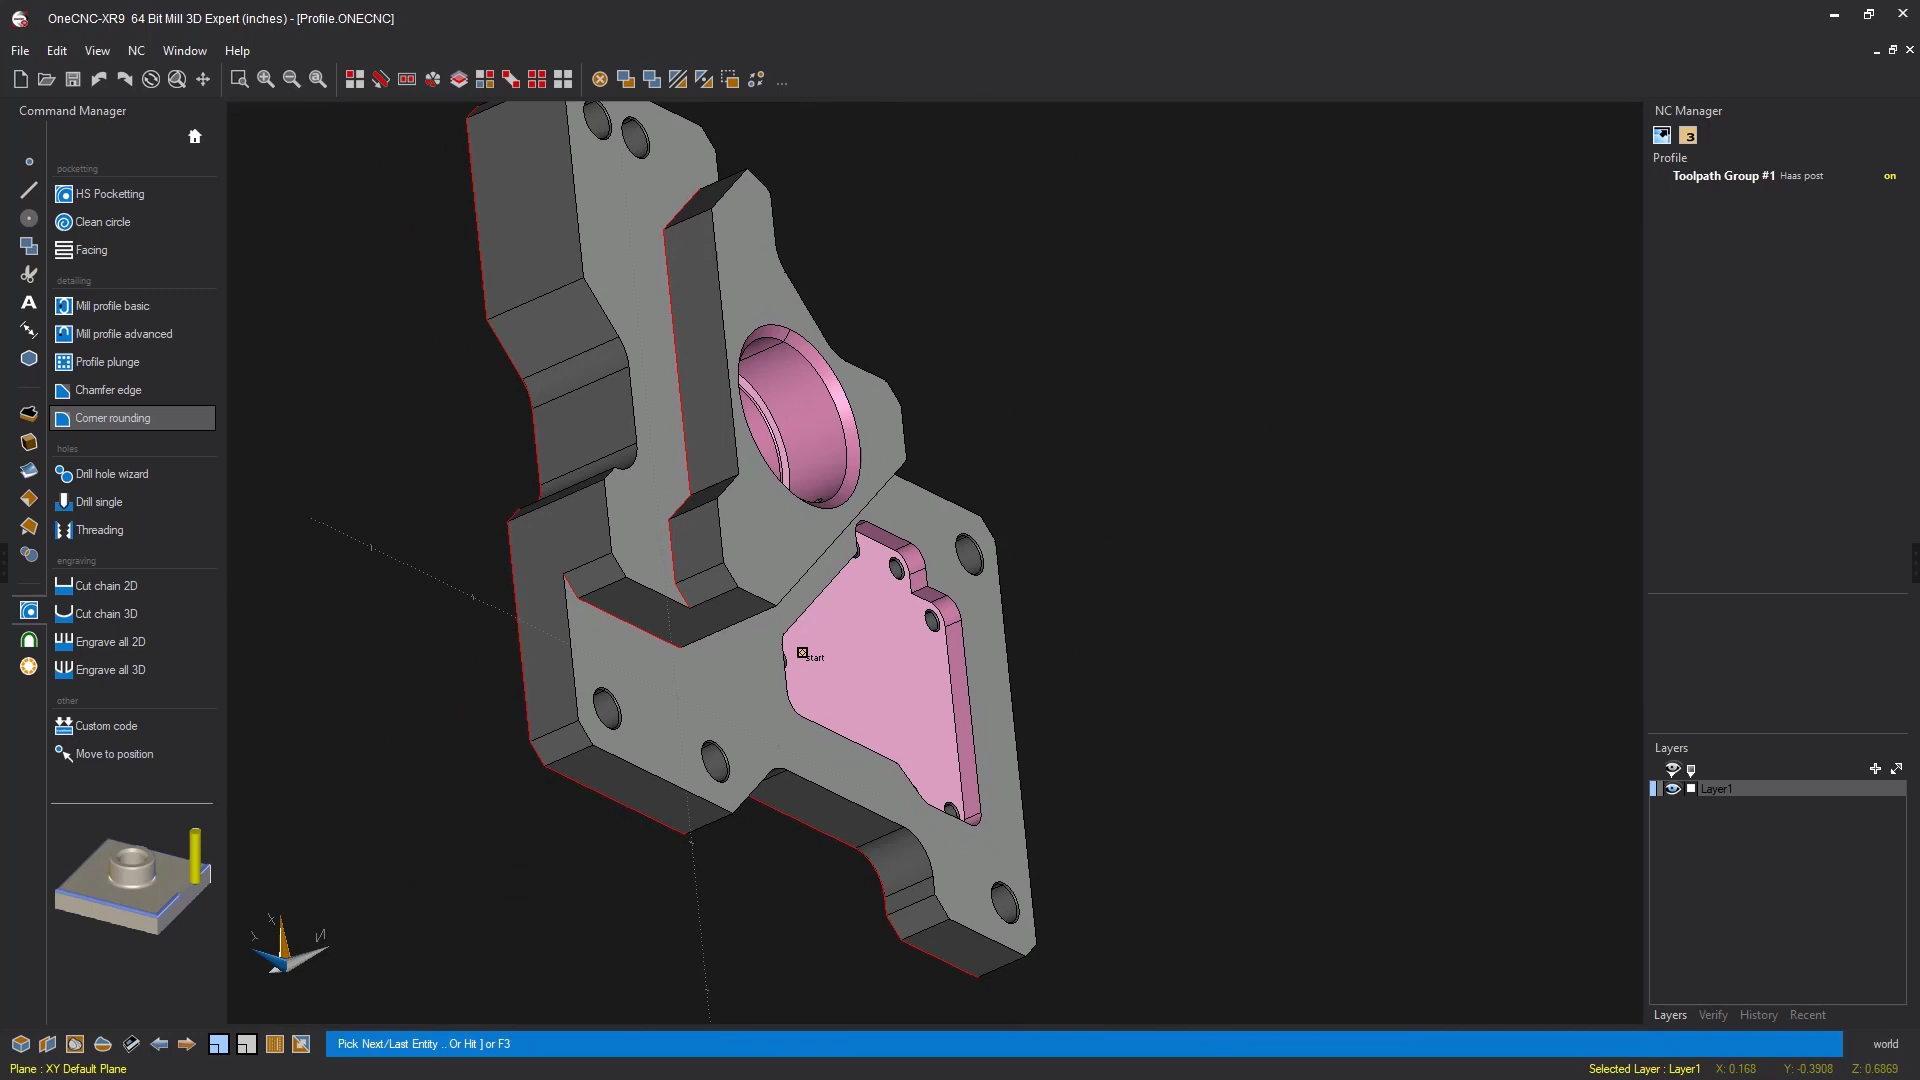 OneCNC-XR9 64 Bit Mill 3D Expert (inches) - [Profile.ONECNC]
File Edit View NC Window Help
Command Manager
pocketting
HS Pocketting
Clean circle
Facing
detailing
Mill profile basic
Mill profile advanced
Profile plunge
Chamfer edge
Corner rounding
holes
Drill hole wizard
Drill single
Threading
engraving
Cut chain 2D
Cut chain 3D
Engrave all 2D
Engrave all 3D
other
Custom code
Move to position
start
NC Manager
3
Profile
Toolpath Group #1 Haas post on
Layers
Layer1
Layers Verify History Recent
Pick Next/Last Entity .. Or Hit ] or F3
world
Plane : XY Default Plane
Selected Layer : Layer1 X: 0.168 Y: -0.3908 Z: 0.6869